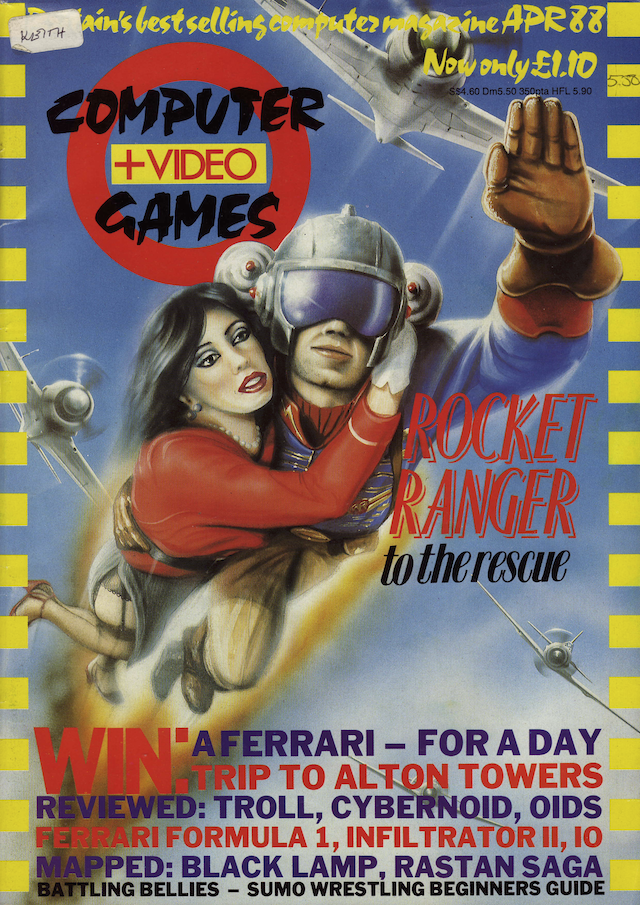 KEITH
Britain's best selling computer magazine APR 88
Now only £1.10
S$4.60 Dm5.50 350pta HFL 5.90
5.50
COMPUTER
+VIDEO
GAMES
ROCKET
RANGER
to the rescue
WIN: A FERRARI – FOR A DAY
TRIP TO ALTON TOWERS
REVIEWED: TROLL, CYBERNOID, OIDS
FERRARI FORMULA 1, INFILTRATOR II, IO
MAPPED: BLACK LAMP, RASTAN SAGA
BATTLING BELLIES – SUMO WRESTLING BEGINNERS GUIDE